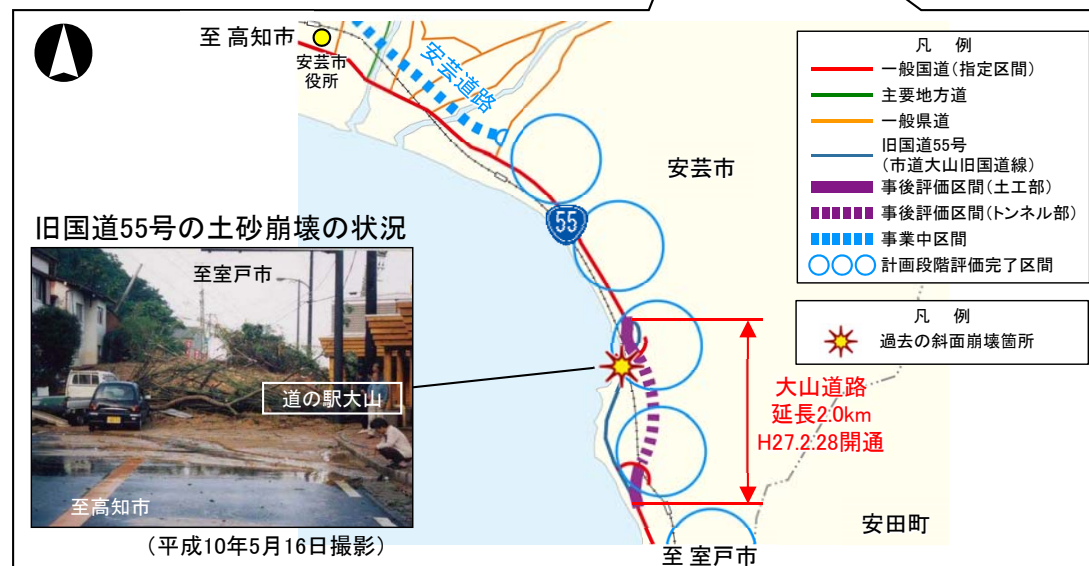 至 高知市
安芸市
役所
安芸道路
安芸市
55
凡 例
一般国道(指定区間)
主要地方道
一般県道
旧国道55号
(市道大山旧国道線)
事後評価区間(土工部)
事後評価区間(トンネル部)
事業中区間
計画段階評価完了区間
凡 例
過去の斜面崩壊箇所
旧国道55号の土砂崩壊の状況
至室戸市
道の駅大山
至高知市
(平成10年5月16日撮影)
大山道路
延長2.0km
H27.2.28開通
安田町
至 室戸市